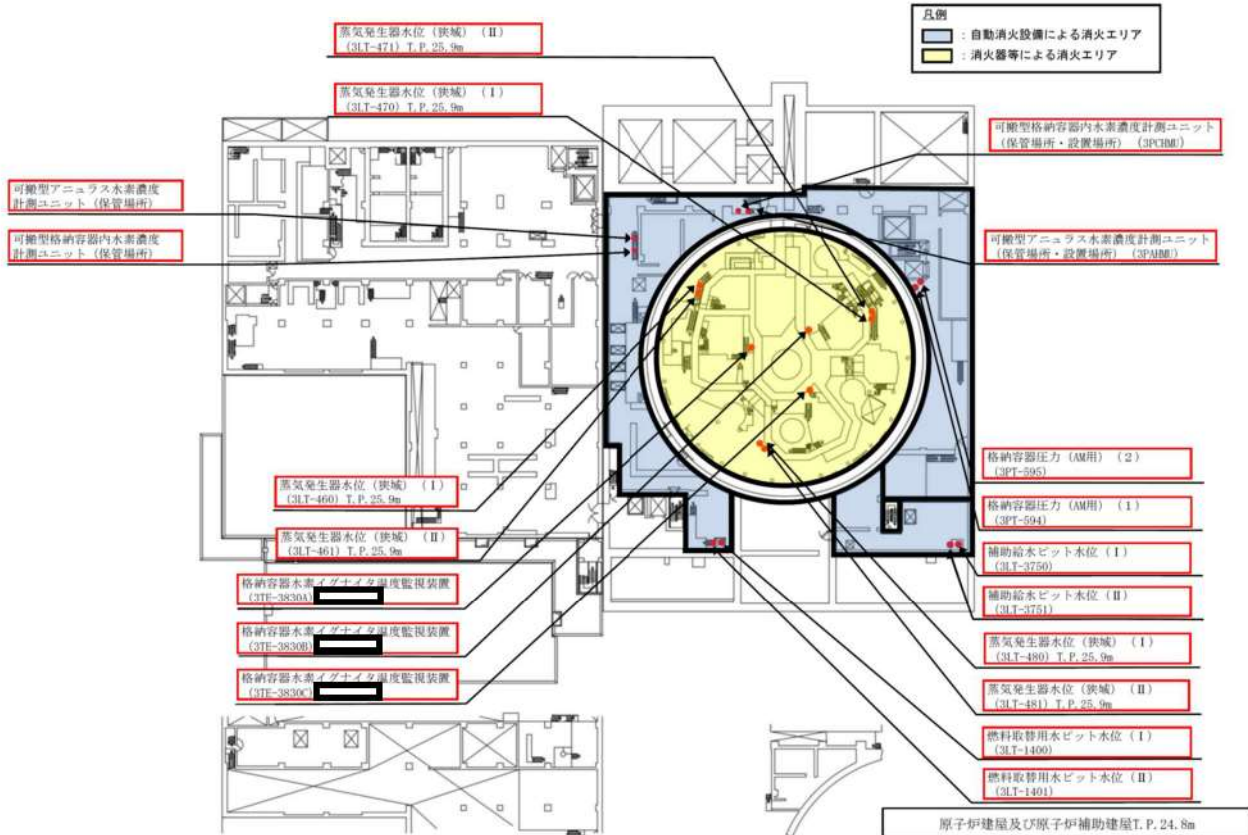 凡例
：自動消火設備による消火エリア
：消火器等による消火エリア
蒸気発生器水位（狭域）（Ⅱ）
(3LT-471) T.P.25.9m
蒸気発生器水位（狭域）（Ⅰ）
(3LT-470) T.P.25.9m
可搬型格納容器内水素濃度計測ユニット
（保管場所・設置場所）（3PCHMU）
可搬型アニュラス水素濃度
計測ユニット（保管場所）
可搬型格納容器内水素濃度
計測ユニット（保管場所）
可搬型アニュラス水素濃度計測ユニット
（保管場所・設置場所）（3PAHMU）
蒸気発生器水位（狭域）（Ⅰ）
(3LT-460) T.P.25.9m
蒸気発生器水位（狭域）（Ⅱ）
(3LT-461) T.P.25.9m
格納容器水素イグナイタ温度監視装置
(3TE-3830A)
格納容器水素イグナイタ温度監視装置
(3TE-3830B)
格納容器水素イグナイタ温度監視装置
(3TE-3830C)
格納容器圧力（AM用）（2）
(3PT-595)
格納容器圧力（AM用）（1）
(3PT-594)
補助給水ピット水位（Ⅰ）
(3LT-3750)
補助給水ピット水位（Ⅱ）
(3LT-3751)
蒸気発生器水位（狭域）（Ⅰ）
(3LT-480) T.P.25.9m
蒸気発生器水位（狭域）（Ⅱ）
(3LT-481) T.P.25.9m
燃料取替用水ピット水位（Ⅰ）
(3LT-1400)
燃料取替用水ピット水位（Ⅱ）
(3LT-1401)
原子炉建屋及び原子炉補助建屋T.P.24.8m